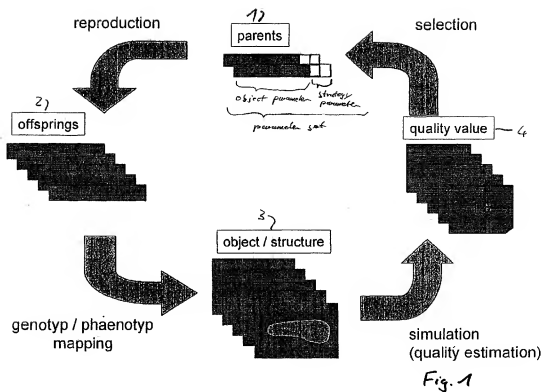 reproduction
1)
selection
parents
object parameter
strategy parameter
parameter set
2)
offsprings
quality value
4
3
object / structure
genotyp / phaenotyp
mapping
simulation
(quality estimation)
Fig. 1